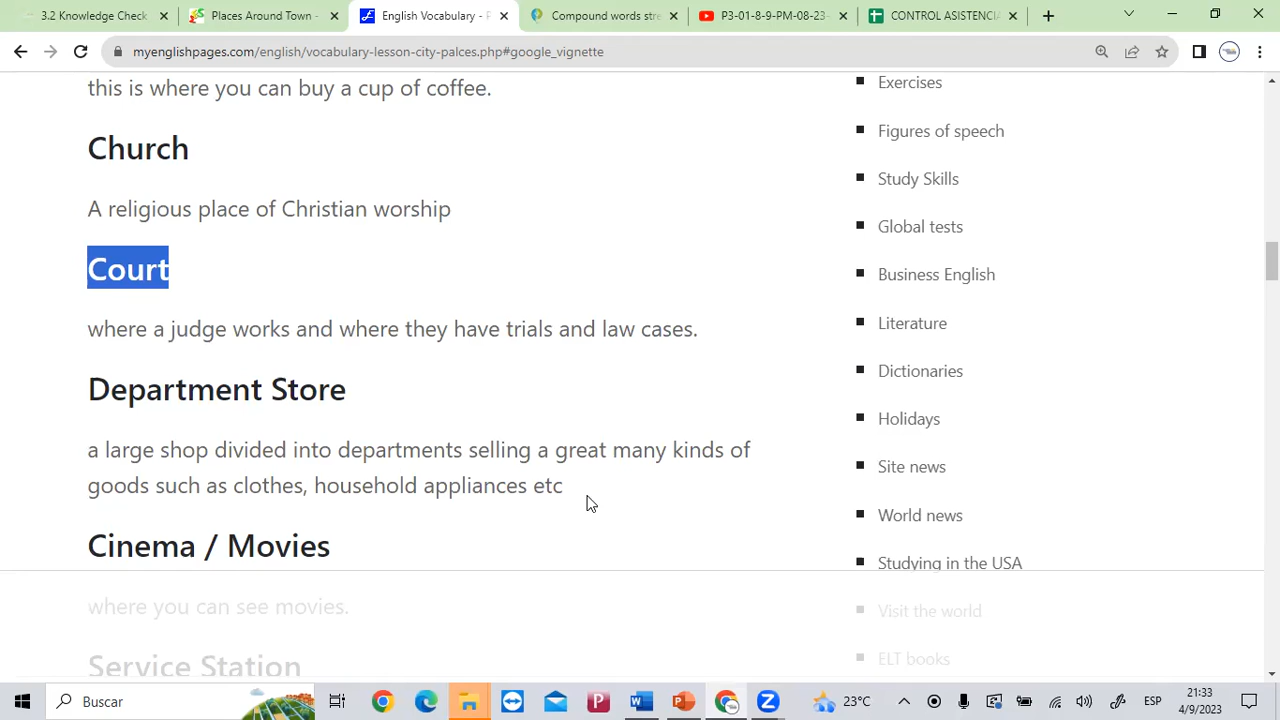 3.2 Knowledge Check
Places Around Town -
English Vocabulary - P
Compound words stre
P3-01-8-9-PM-08-23-
CONTROL ASISTENCIA
myenglishpages.com/english/vocabulary-lesson-city-palces.php#google_vignette
this is where you can buy a cup of coffee.
Church
A religious place of Christian worship
Court
where a judge works and where they have trials and law cases.
Department Store
a large shop divided into departments selling a great many kinds of
goods such as clothes, household appliances etc
Cinema / Movies
where you can see movies.
Service Station
Exercises
Figures of speech
Study Skills
Global tests
Business English
Literature
Dictionaries
Holidays
Site news
World news
Studying in the USA
Visit the world
ELT books
Buscar
23°C
ESP
21:33
4/9/2023